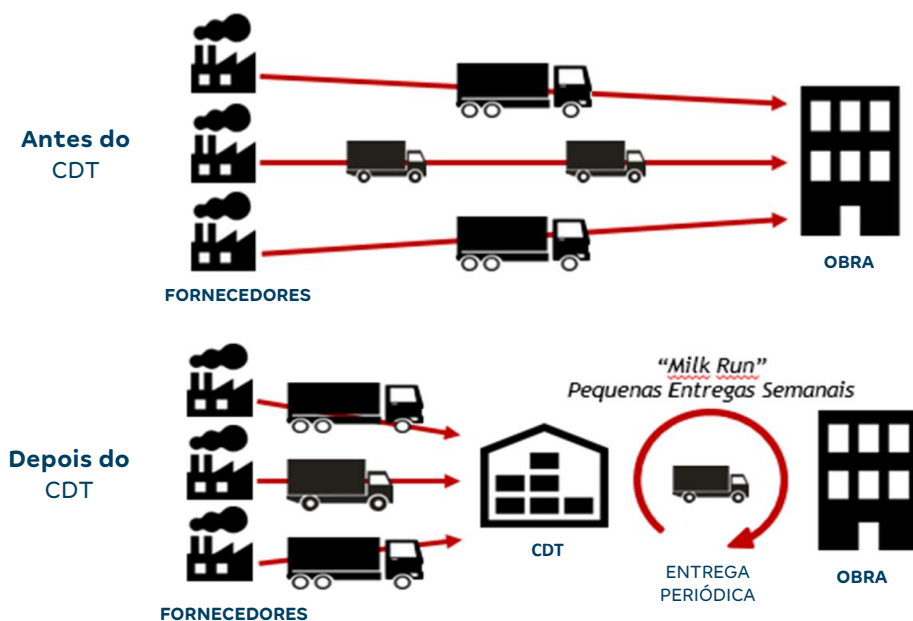 Antes do
CDT
FORNECEDORES
OBRA
Depois do
CDT
FORNECEDORES
CDT
“Milk Run”
Pequenas Entregas Semanais
ENTREGA
PERIÓDICA
OBRA